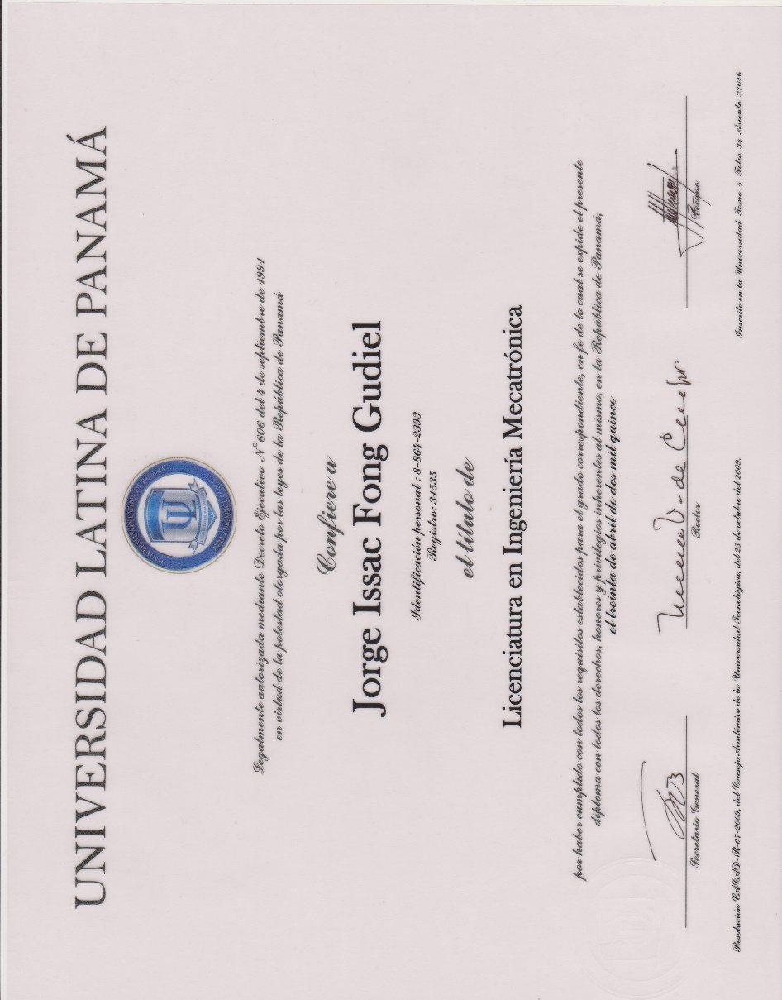 UNIVERSIDAD LATINA DE PANAMÁ
Legalmente autorizada mediante Decreto Ejecutivo N° 606 del 4 de septiembre de 1991
en virtud de la potestad otorgada por las leyes de la República de Panamá
Confiere a
Jorge Issac Fong Gudiel
Identificación personal : 8-864-2393
Registro: 31535
el título de
Licenciatura en Ingeniería Mecatrónica
por haber cumplido con todos los requisitos establecidos para el grado correspondiente, en fe de lo cual se expide el presente
diploma con todos los derechos, honores y privilegios inherentes al mismo, en la República de Panamá,
el treinta de abril de dos mil quince
Secretario General
Rector
Decano
Resolución CACAD-R-07-2009, del Consejo Académico de la Universidad Tecnológica, del 23 de octubre del 2009.
Inscrito en la Universidad Tomo 5 Folio 34 Asiento 37016